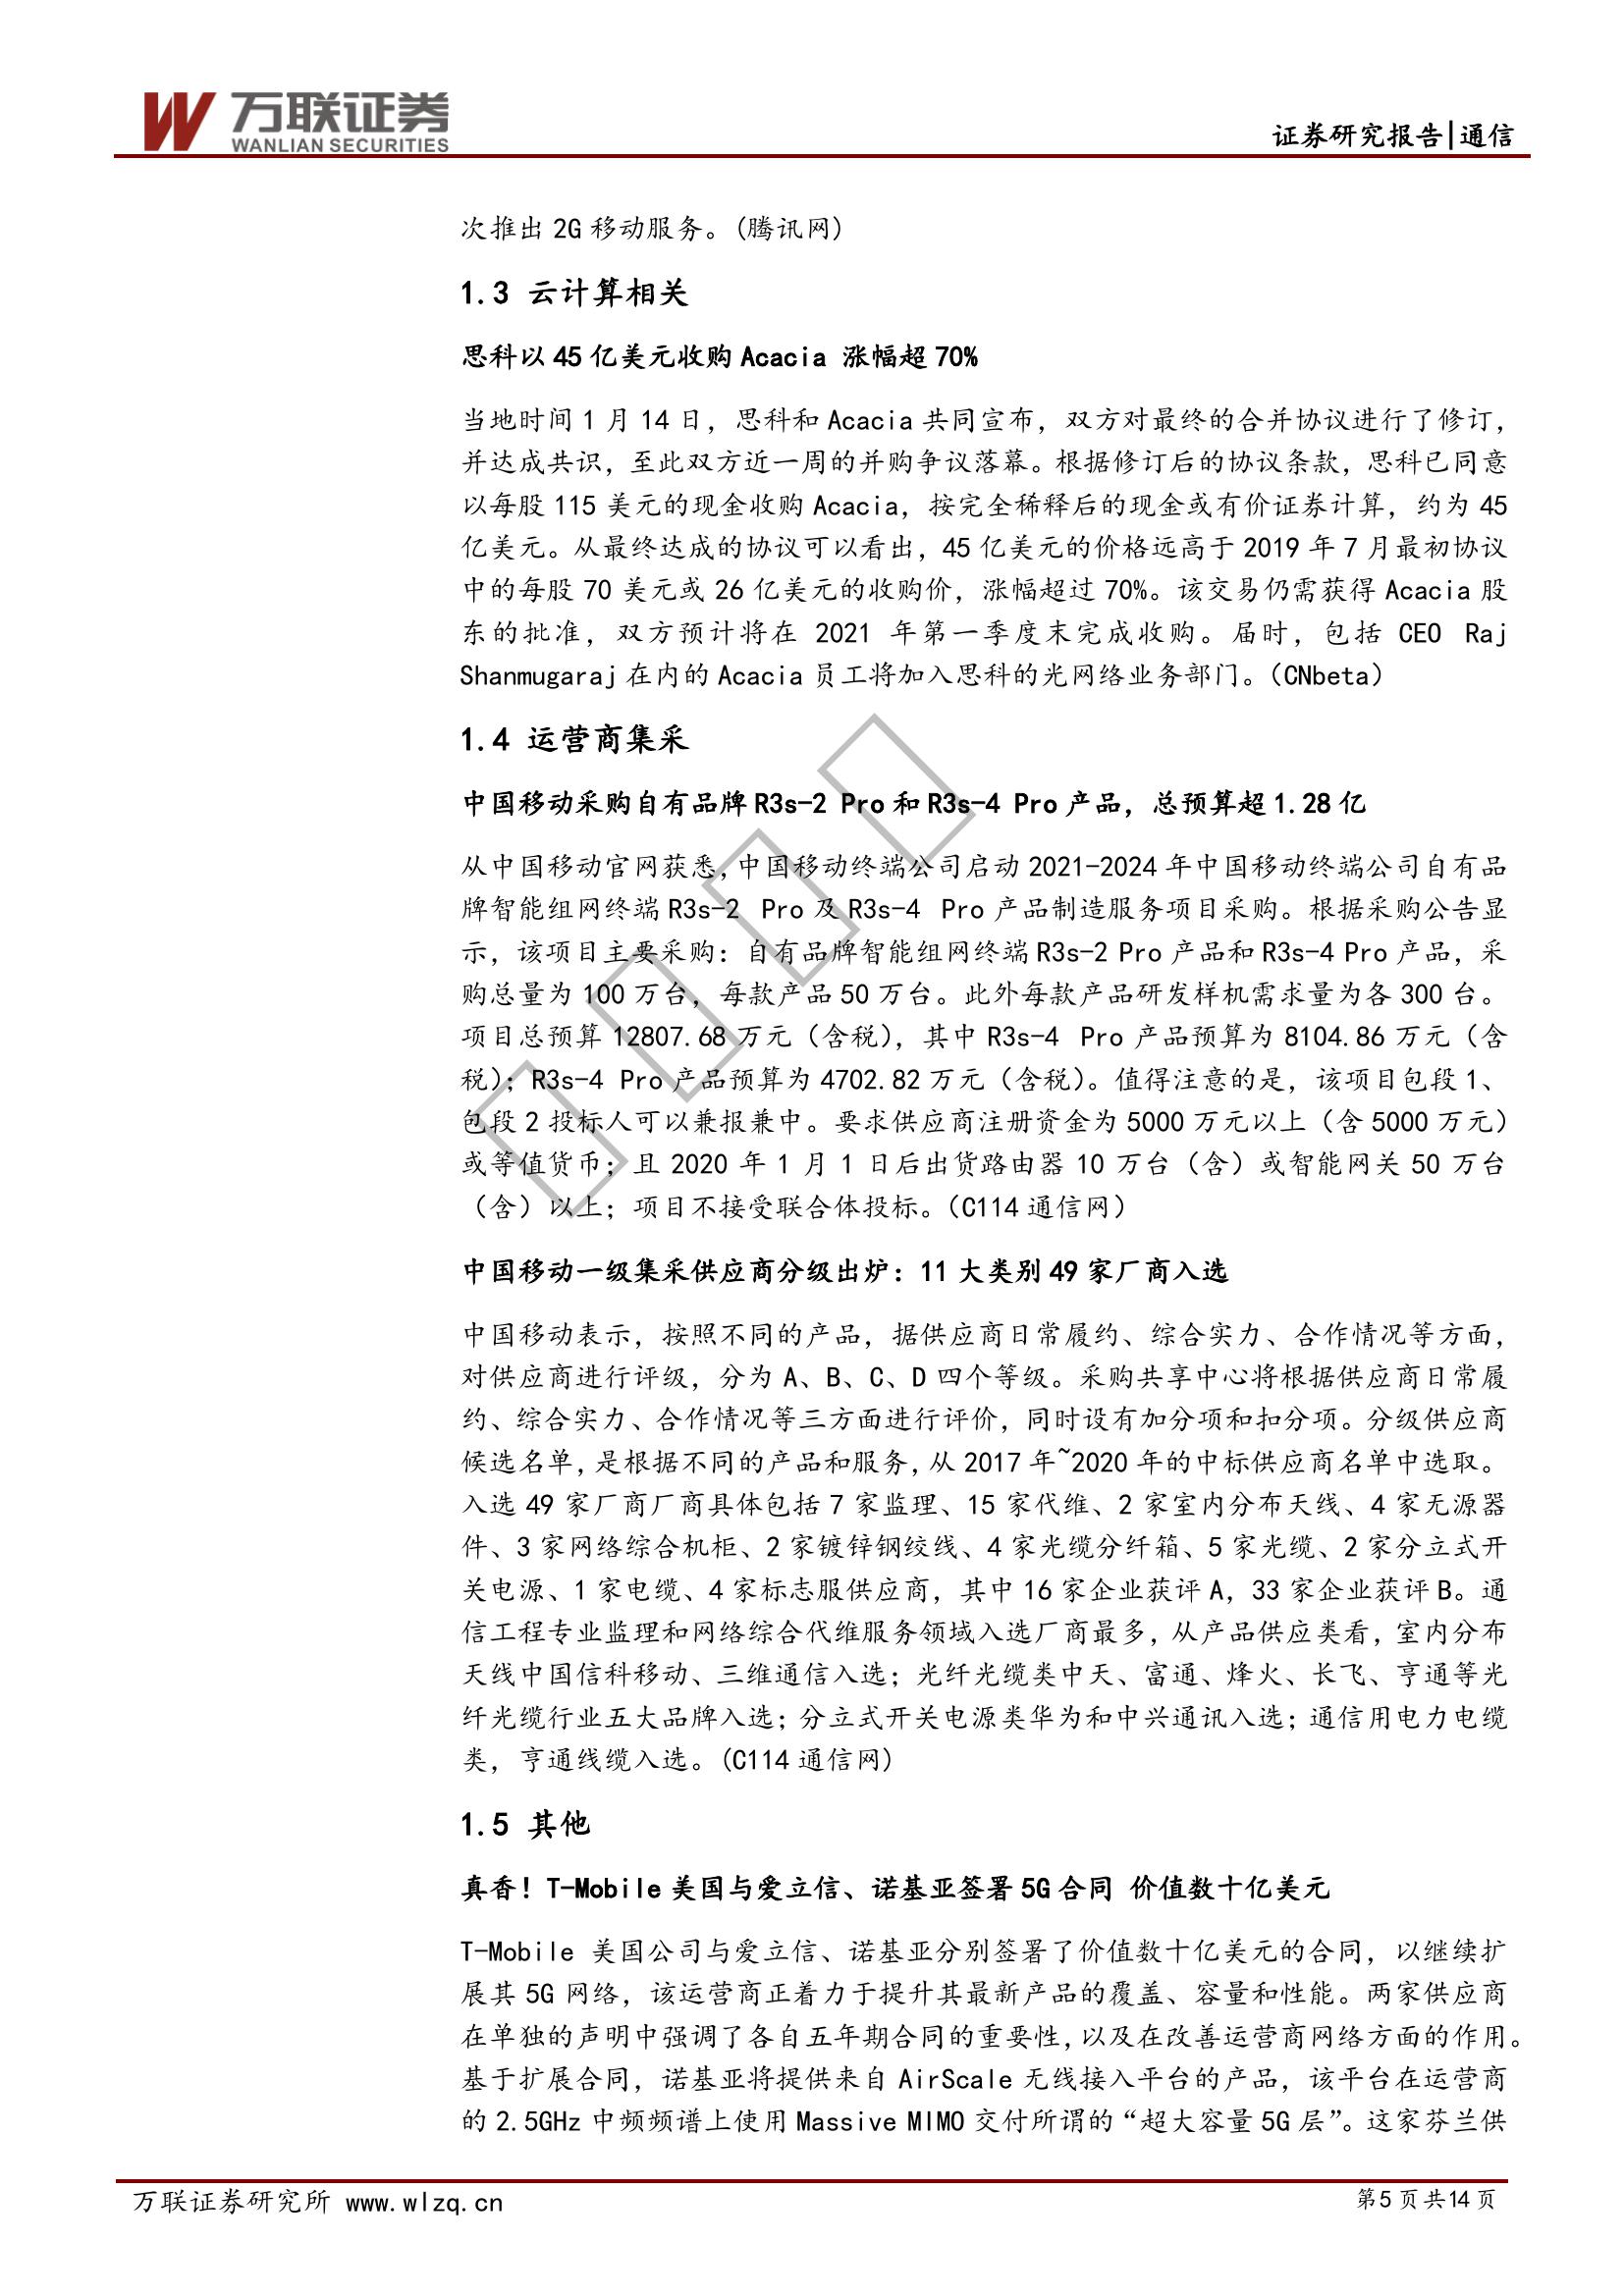 万联证券
WANLIAN SECURITIES
证券研究报告|通信
次推出 2G 移动服务。(腾讯网)
1.3 云计算相关
思科以 45 亿美元收购 Acacia 涨幅超 70%
当地时间 1 月 14 日，思科和 Acacia 共同宣布，双方对最终的合并协议进行了修订，
并达成共识，至此双方近一周的并购争议落幕。根据修订后的协议条款，思科已同意
以每股 115 美元的现金收购 Acacia，按完全稀释后的现金或有价证券计算，约为 45
亿美元。从最终达成的协议可以看出，45 亿美元的价格远高于 2019 年 7 月最初协议
中的每股 70 美元或 26 亿美元的收购价，涨幅超过 70%。该交易仍需获得 Acacia 股
东的批准，双方预计将在 2021 年第一季度末完成收购。届时，包括 CEO Raj
Shanmugaraj 在内的 Acacia 员工将加入思科的光网络业务部门。（CNbeta）
1.4 运营商集采
中国移动采购自有品牌 R3s-2 Pro 和 R3s-4 Pro 产品，总预算超 1.28 亿
从中国移动官网获悉，中国移动终端公司启动 2021-2024 年中国移动终端公司自有品
牌智能组网终端 R3s-2 Pro 及 R3s-4 Pro 产品制造服务项目采购。根据采购公告显
示，该项目主要采购：自有品牌智能组网终端 R3s-2 Pro 产品和 R3s-4 Pro 产品，采
购总量为 100 万台，每款产品 50 万台。此外每款产品研发样机需求量为各 300 台。
项目总预算 12807.68 万元（含税），其中 R3s-4 Pro 产品预算为 8104.86 万元（含
税）；R3s-4 Pro 产品预算为 4702.82 万元（含税）。值得注意的是，该项目包段 1、
包段 2 投标人可以兼报兼中。要求供应商注册资金为 5000 万元以上（含 5000 万元）
或等值货币；且 2020 年 1 月 1 日后出货路由器 10 万台（含）或智能网关 50 万台
（含）以上；项目不接受联合体投标。（C114 通信网）
中国移动一级集采供应商分级出炉：11 大类别 49 家厂商入选
中国移动表示，按照不同的产品，据供应商日常履约、综合实力、合作情况等方面，
对供应商进行评级，分为 A、B、C、D 四个等级。采购共享中心将根据供应商日常履
约、综合实力、合作情况等三方面进行评价，同时设有加分项和扣分项。分级供应商
候选名单，是根据不同的产品和服务，从 2017 年~2020 年的中标供应商名单中选取。
入选 49 家厂商厂商具体包括 7 家监理、15 家代维、2 家室内分布天线、4 家无源器
件、3 家网络综合机柜、2 家镀锌钢绞线、4 家光缆分纤箱、5 家光缆、2 家分立式开
关电源、1 家电缆、4 家标志服供应商，其中 16 家企业获评 A，33 家企业获评 B。通
信工程专业监理和网络综合代维服务领域入选厂商最多，从产品供应类看，室内分布
天线中国信科移动、三维通信入选；光纤光缆类中天、富通、烽火、长飞、亨通等光
纤光缆行业五大品牌入选；分立式开关电源类华为和中兴通讯入选；通信用电力电缆
类，亨通线缆入选。(C114 通信网)
1.5 其他
真香！T-Mobile 美国与爱立信、诺基亚签署 5G 合同 价值数十亿美元
T-Mobile 美国公司与爱立信、诺基亚分别签署了价值数十亿美元的合同，以继续扩
展其 5G 网络，该运营商正着力于提升其最新产品的覆盖、容量和性能。两家供应商
在单独的声明中强调了各自五年期合同的重要性，以及在改善运营商网络方面的作用。
基于扩展合同，诺基亚将提供来自 AirScale 无线接入平台的产品，该平台在运营商
的 2.5GHz 中频频谱上使用 Massive MIMO 交付所谓的“超大容量 5G 层”。这家芬兰供
万联证券研究所 www.wlzq.cn
第 5 页 共 14 页